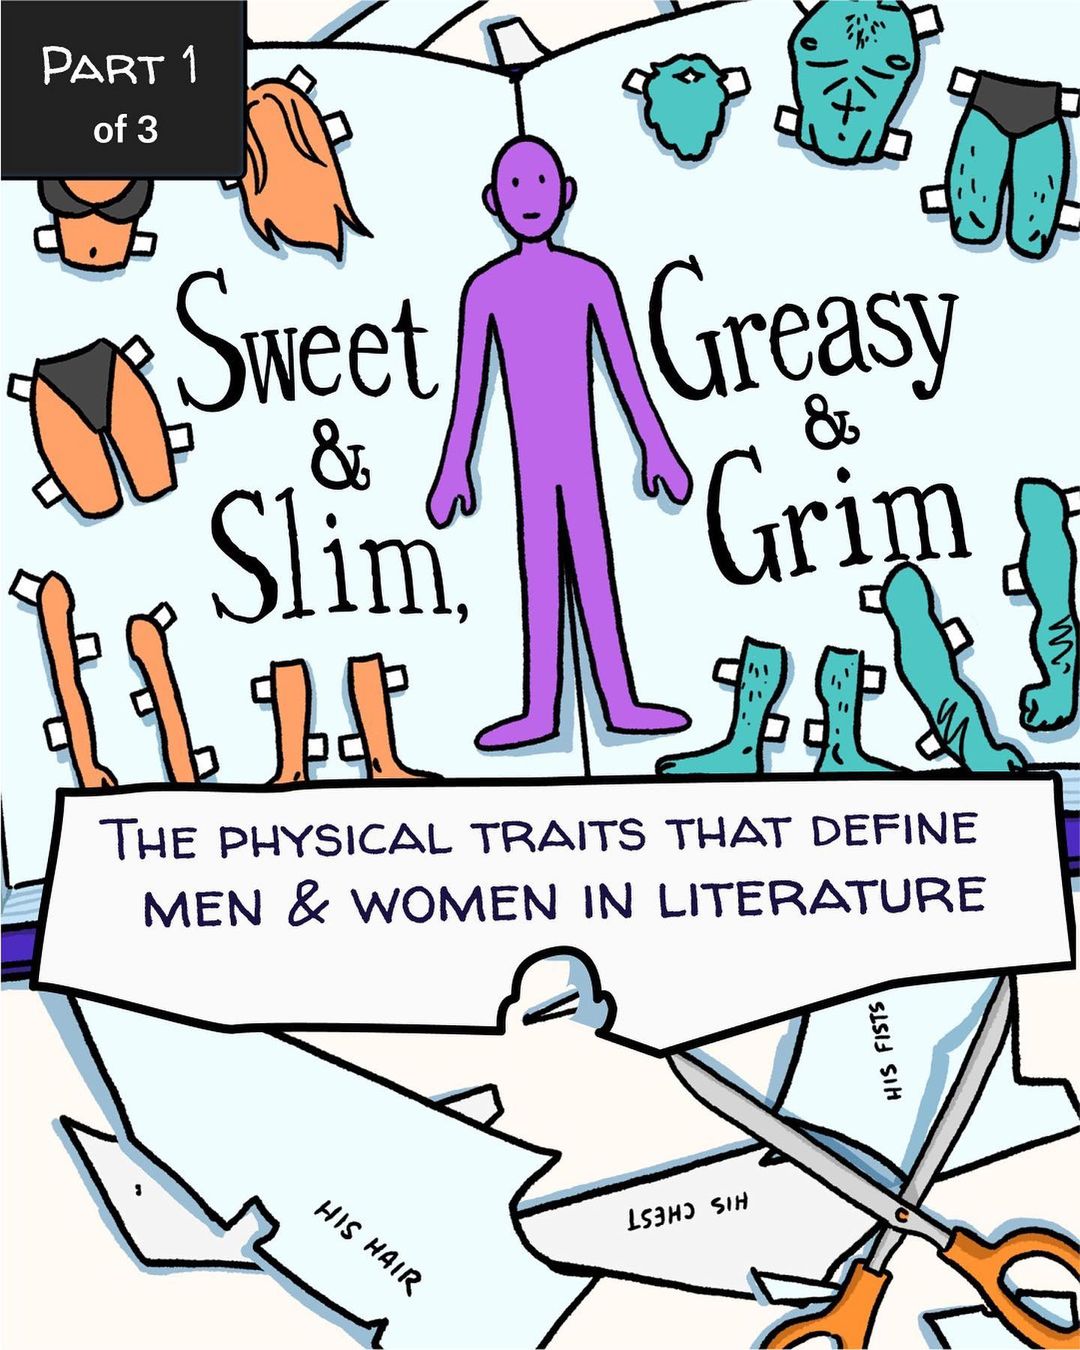 PART 1
of 3
Sweet
&
Slim,
Greasy
&
Grim
THE PHYSICAL TRAITS THAT DEFINE
MEN & WOMEN IN LITERATURE
HIS FISTS
HIS CHEST
HIS HAIR